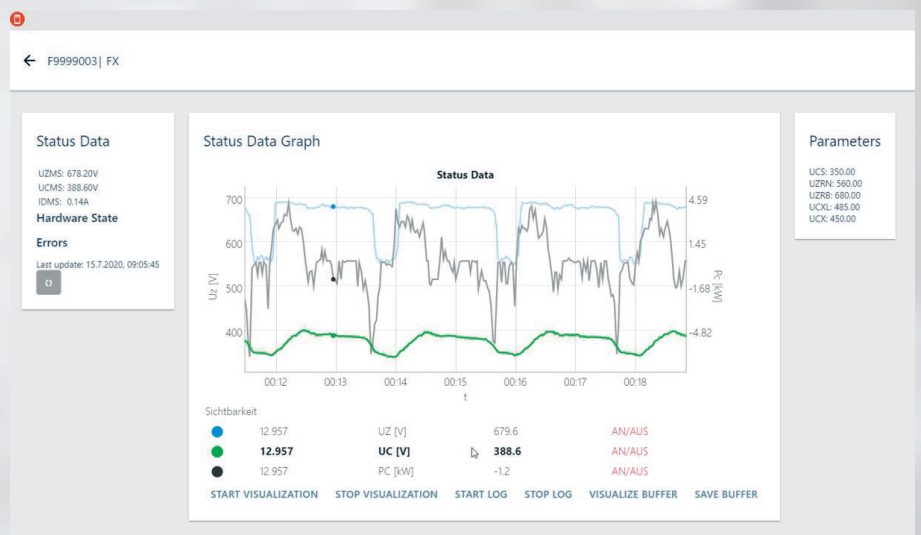 F9999003| FX
Status Data
UZMS: 678.20V
UCMS: 388.60V
IDMS: 0.14A
Hardware State
Errors
Last update: 15.7.2020, 09:05:45
Status Data Graph
Status Data
700
600
500
400
Uz [V]
4.59
1.45
-1.68
-4.82
Pc [kW]
00:12 00:13 00:14 00:15 00:16 00:17 00:18
t
Sichtbarkeit
12.957 UZ [V] 679.6 AN/AUS
12.957 UC [V] 388.6 AN/AUS
12.957 PC [kW] -1.2 AN/AUS
START VISUALIZATION STOP VISUALIZATION START LOG STOP LOG VISUALIZE BUFFER SAVE BUFFER
Parameters
UCS: 350.00
UZRN: 560.00
UZRB: 680.00
UCXL: 485.00
UCX: 450.00